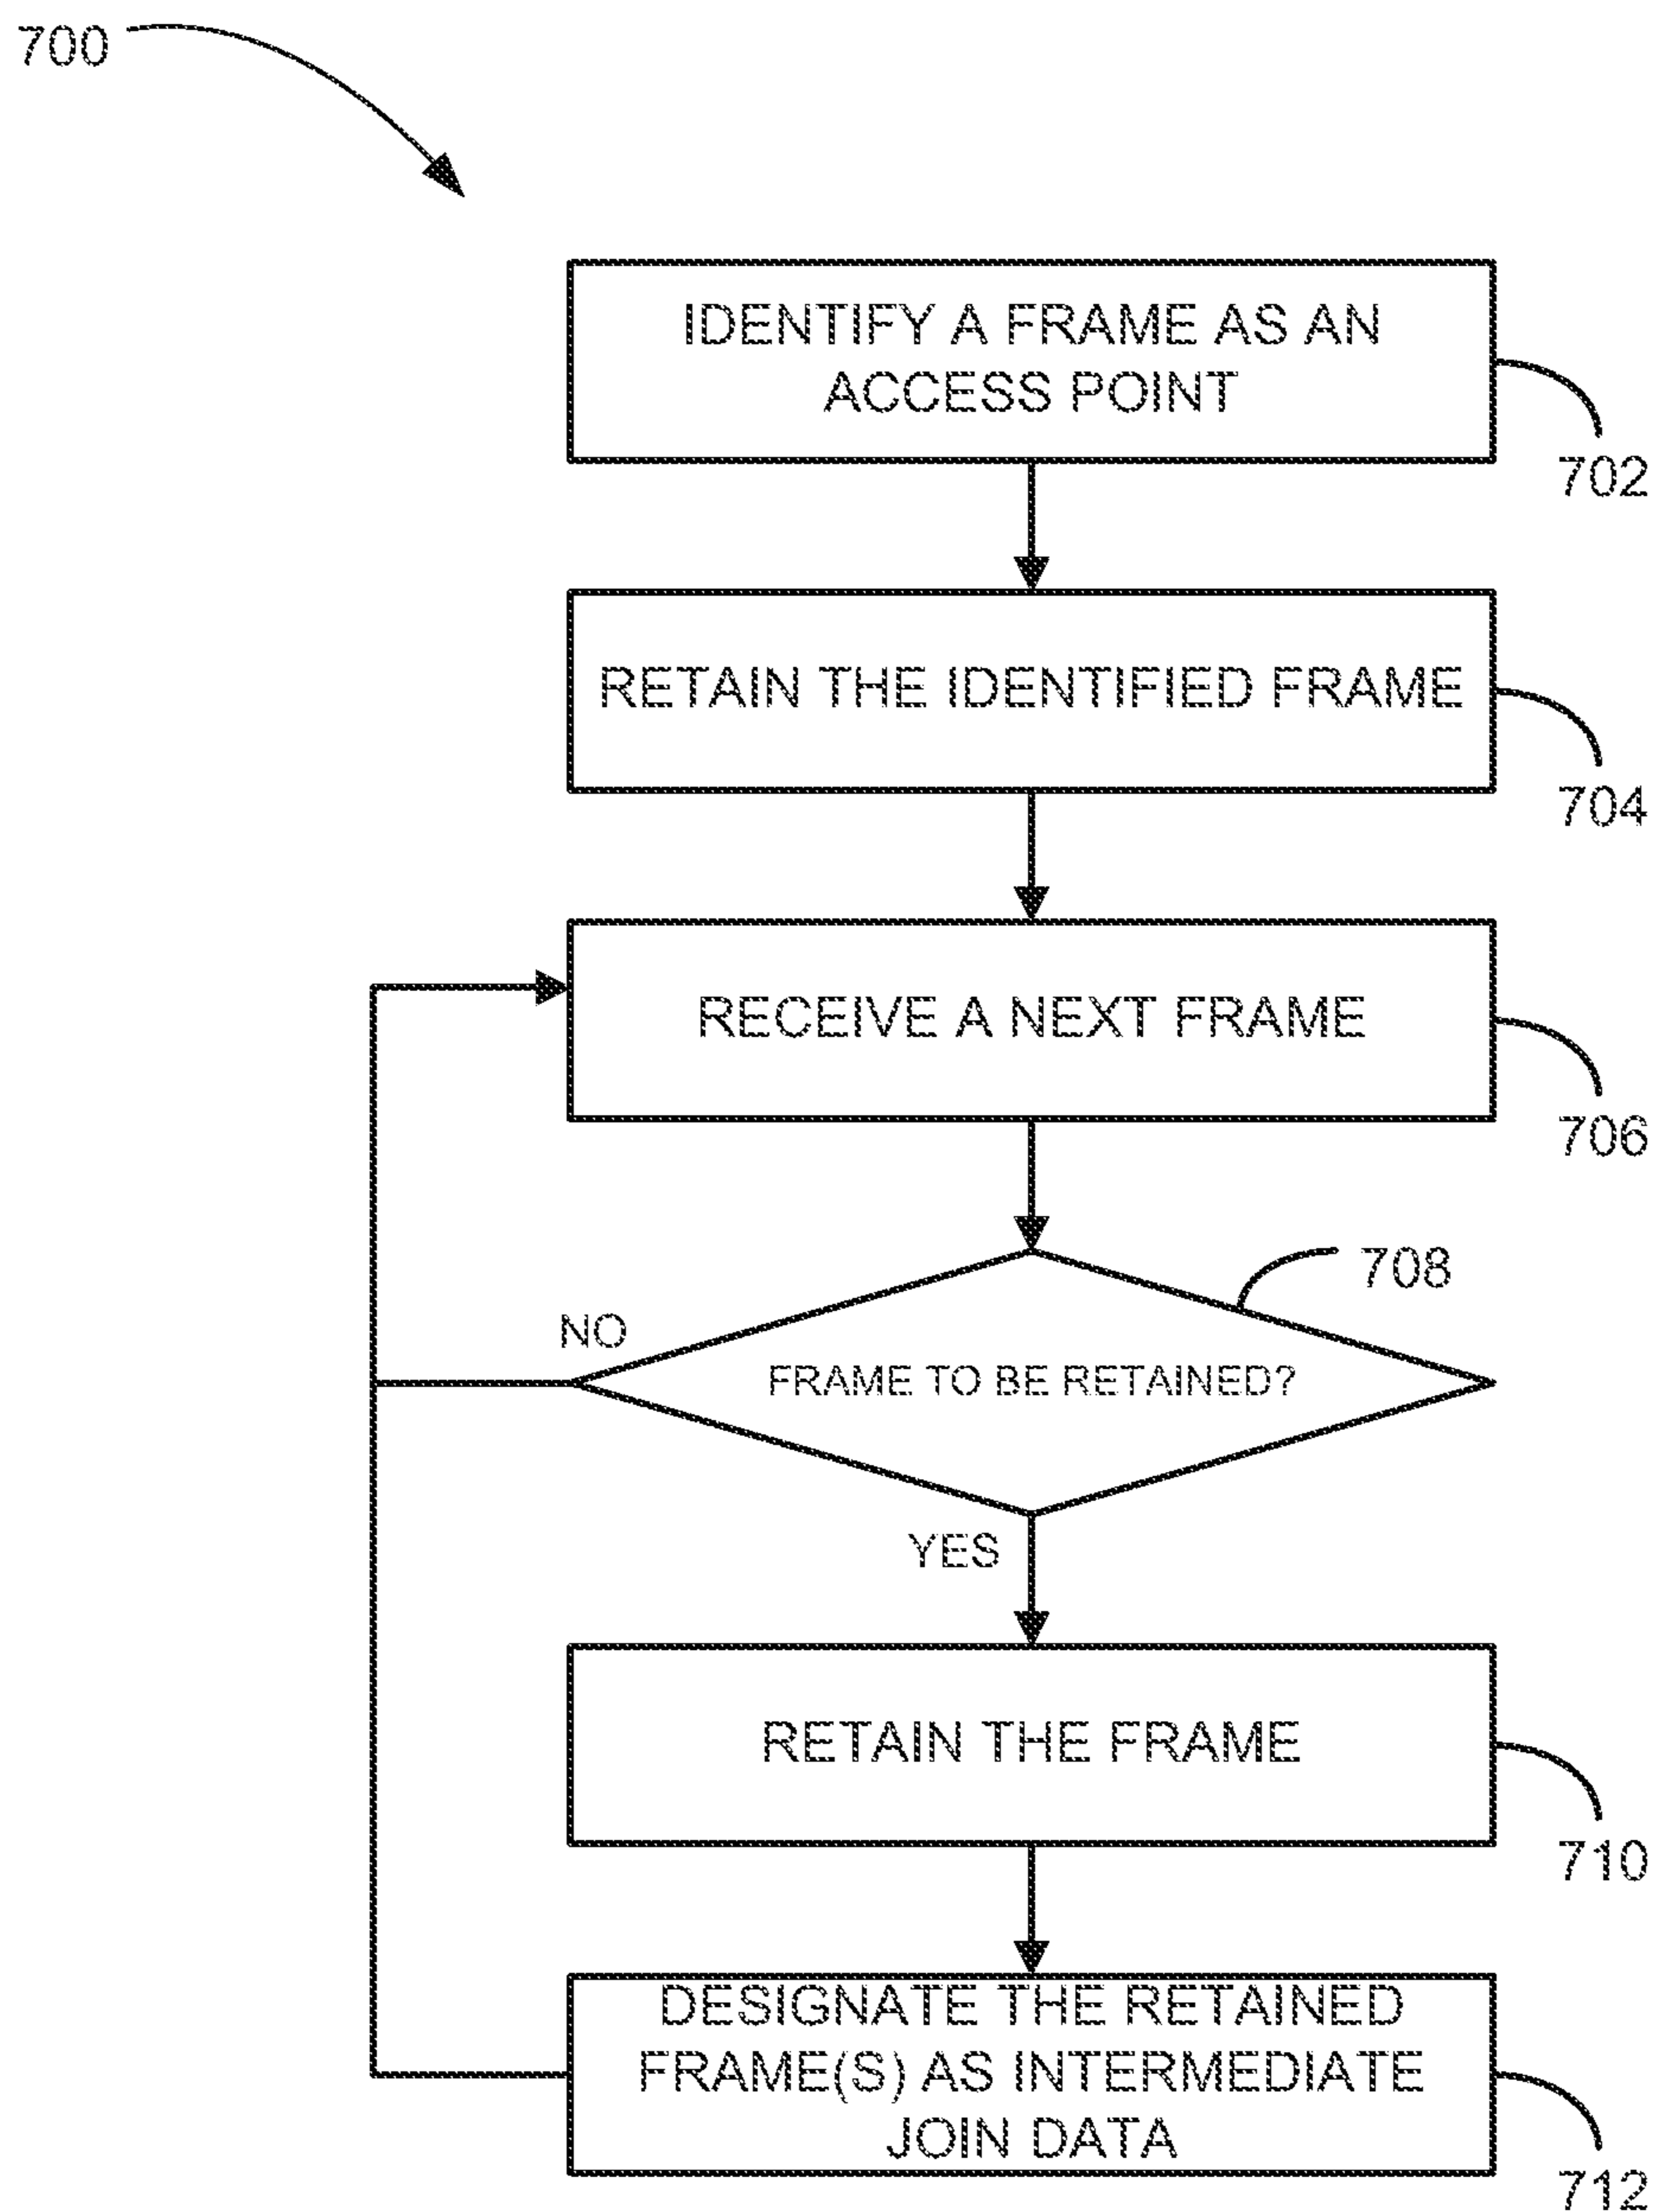 700
IDENTIFY A FRAME AS AN
ACCESS POINT
702
RETAIN THE IDENTIFIED FRAME
704
RECEIVE A NEXT FRAME
706
708
NO
FRAME TO BE RETAINED?
YES
RETAIN THE FRAME
710
DESIGNATE THE RETAINED
FRAME(S) AS INTERMEDIATE
JOIN DATA
712